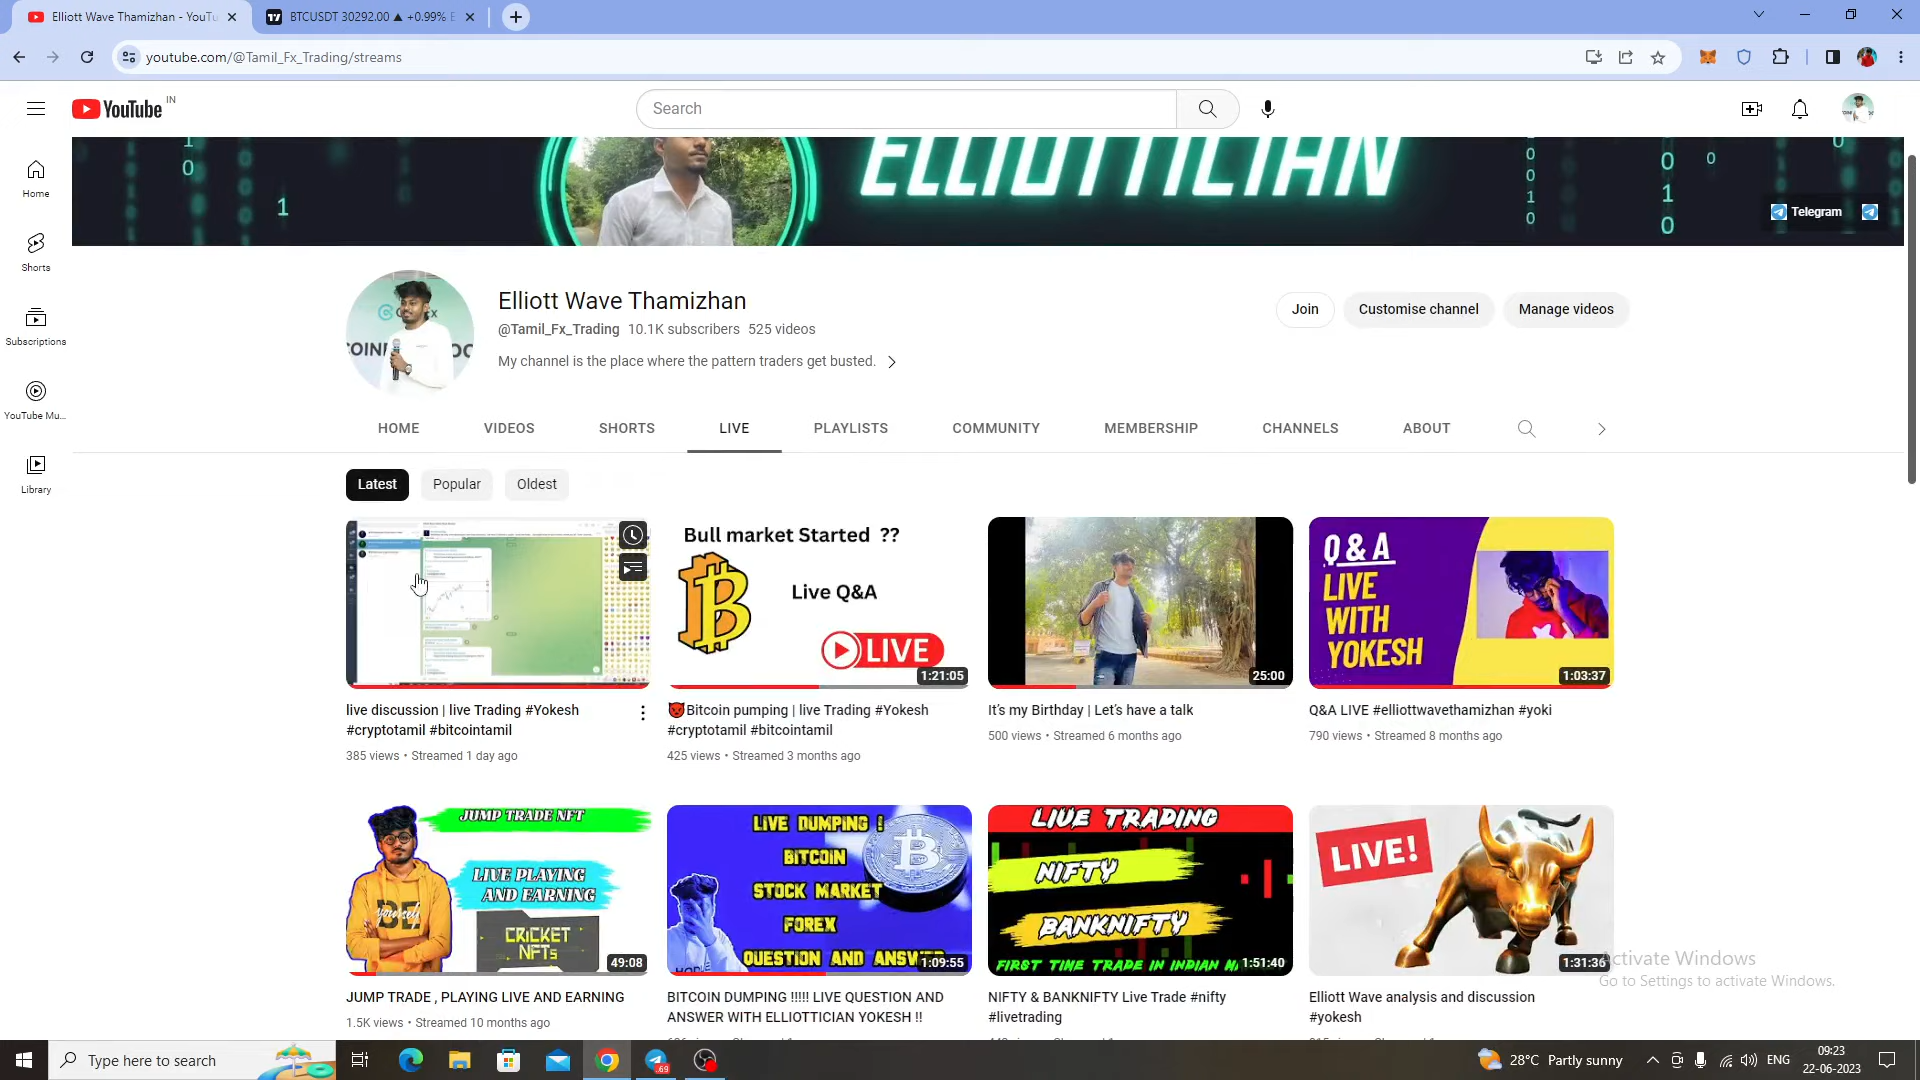 Elliott Wave Thamizhan - YouTu
BTCUSDT 30292.00 ▲ +0.99%
youtube.com/@Tamil_Fx_Trading/streams
YouTube IN
Search
ELLIOTTICIAN
Telegram
Home
Shorts
Subscriptions
YouTube Mu...
Library
Elliott Wave Thamizhan
@Tamil_Fx_Trading 10.1K subscribers 525 videos
My channel is the place where the pattern traders get busted.
Join
Customise channel
Manage videos
HOME
VIDEOS
SHORTS
LIVE
PLAYLISTS
COMMUNITY
MEMBERSHIP
CHANNELS
ABOUT
Latest
Popular
Oldest
Bull market Started ??
Live Q&A
LIVE
1:21:05
25:00
Q&A
LIVE
WITH
YOKESH
1:03:37
live discussion | live Trading #Yokesh
#cryptotamil #bitcointamil
385 views • Streamed 1 day ago
👿Bitcoin pumping | live Trading #Yokesh
#cryptotamil #bitcointamil
425 views • Streamed 3 months ago
It's my Birthday | Let's have a talk
500 views • Streamed 6 months ago
Q&A LIVE #elliottwavethamizhan #yoki
790 views • Streamed 8 months ago
JUMP TRADE NFT
LIVE PLAYING
AND EARNING
CRICKET
NFTs
49:08
LIVE DUMPING !
BITCOIN
STOCK MARKET
FOREX
QUESTION AND ANSW
1:09:55
LIVE TRADING
NIFTY
BANKNIFTY
FIRST TIME TRADE IN INDIAN M
1:51:40
LIVE!
1:31:36
JUMP TRADE , PLAYING LIVE AND EARNING
1.5K views • Streamed 10 months ago
BITCOIN DUMPING !!!!! LIVE QUESTION AND
ANSWER WITH ELLIOTTICIAN YOKESH !!
NIFTY & BANKNIFTY Live Trade #nifty
#livetrading
Elliott Wave analysis and discussion
#yokesh
Activate Windows
Go to Settings to activate Windows.
Type here to search
28°C Partly sunny
ENG
09:23
22-06-2023